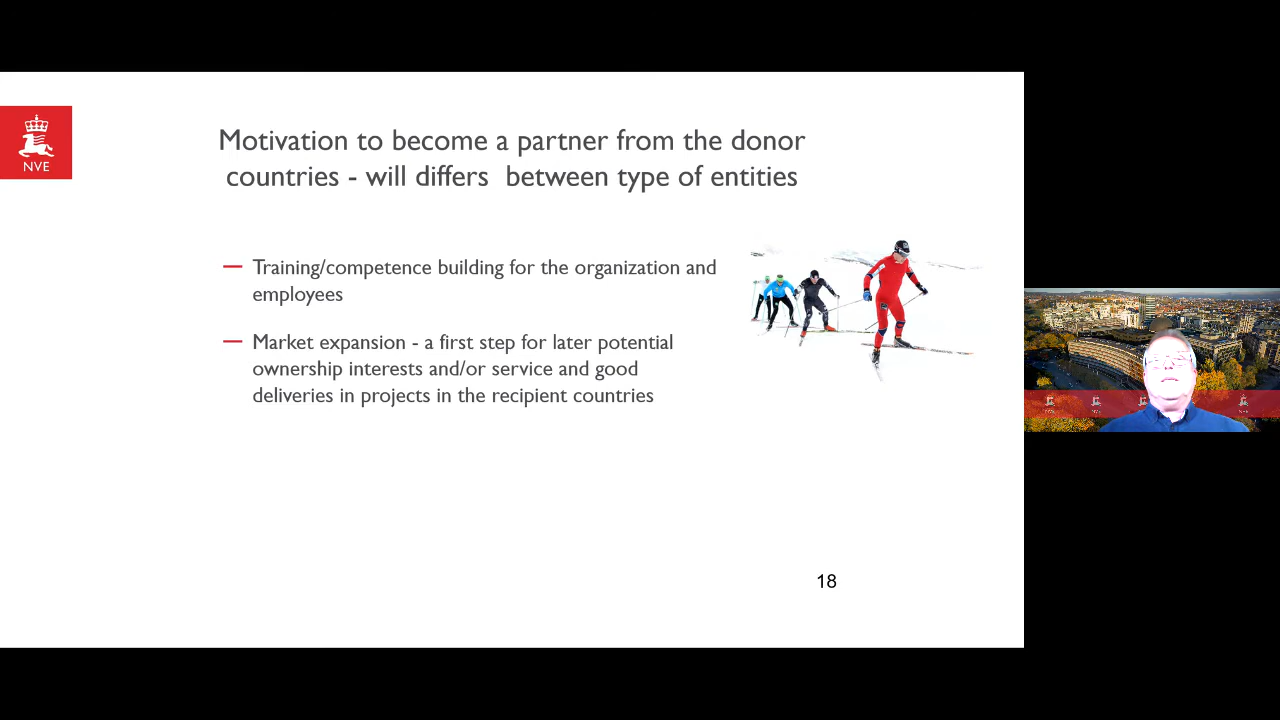 NVE
Motivation to become a partner from the donor
countries - will differs between type of entities
— Training/competence building for the organization and
employees
— Market expansion - a first step for later potential
ownership interests and/or service and good
deliveries in projects in the recipient countries
18